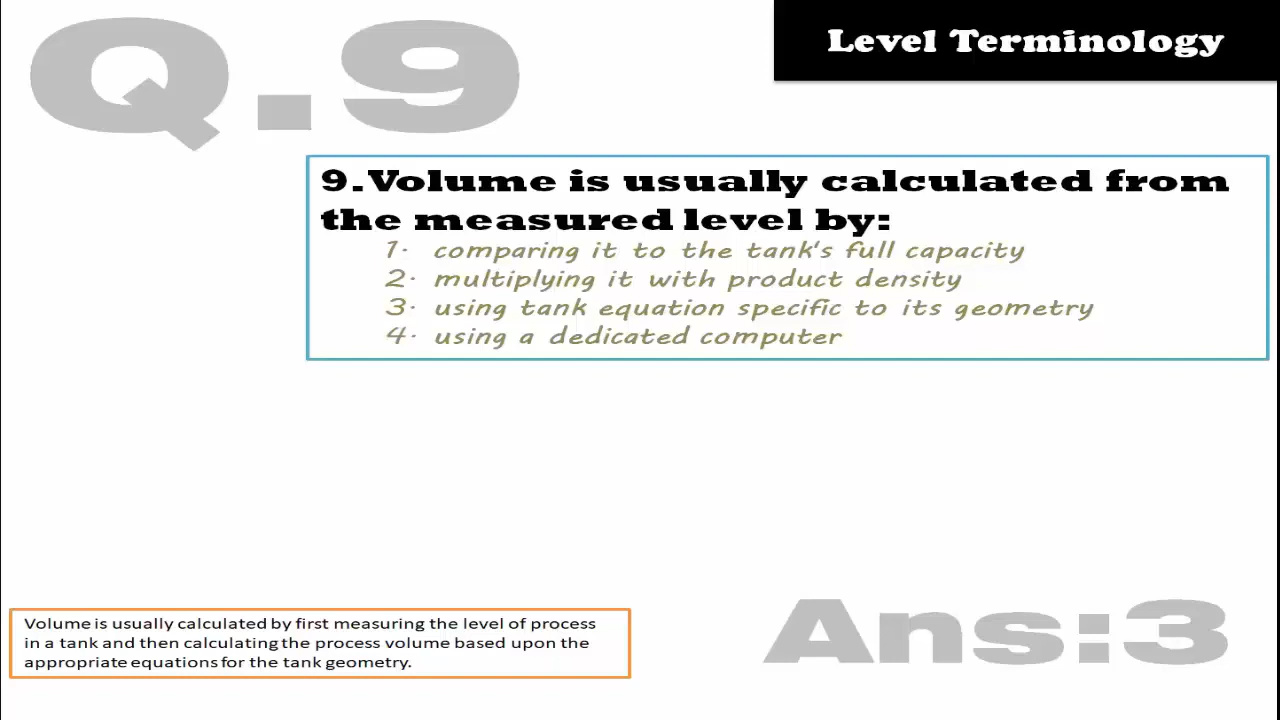 Q.9
Level Terminology
9.Volume is usually calculated from
the measured level by:
1. comparing it to the tank's full capacity
2. multiplying it with product density
3. using tank equation specific to its geometry
4. using a dedicated computer
Volume is usually calculated by first measuring the level of process
in a tank and then calculating the process volume based upon the
appropriate equations for the tank geometry.
Ans:3